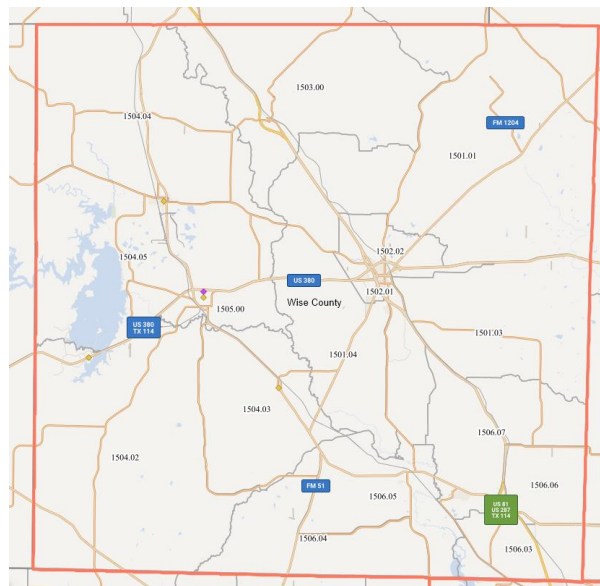 1503.00
1504.04
FM 1204
1501.01
1502.02
1504.05
US 380
1502.01
Wise County
1505.00
US 380
TX 114
1501.03
1501.04
1504.03
1506.07
1504.02
FM 51
1506.06
1506.05
US 81
US 287
TX 114
1506.04
1506.03